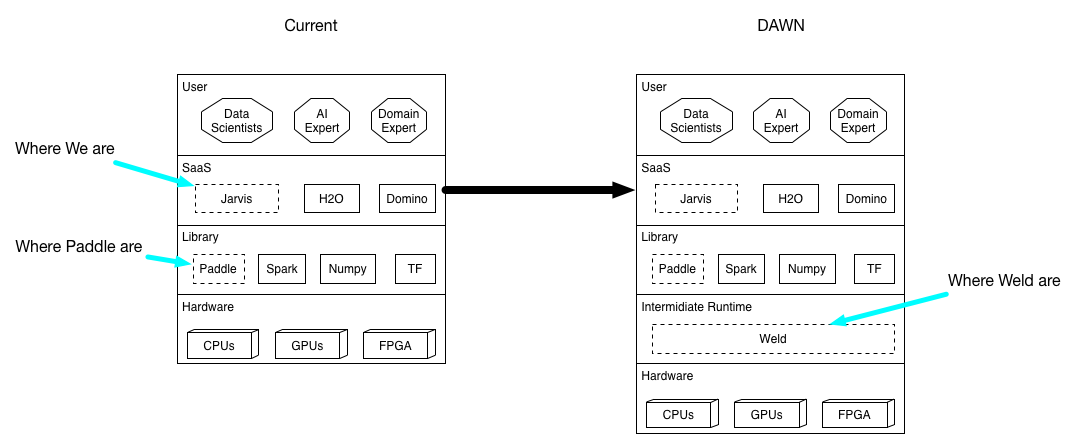 Current
DAWN
User
Data
Scientists
AI
Expert
Domain
Expert
Where We are
SaaS
Jarvis
H2O
Domino
Where Paddle are
Library
Paddle
Spark
Numpy
TF
Hardware
CPUs
GPUs
FPGA
User
Data
Scientists
AI
Expert
Domain
Expert
SaaS
Jarvis
H2O
Domino
Library
Paddle
Spark
Numpy
TF
Where Weld are
Intermidiate Runtime
Weld
Hardware
CPUs
GPUs
FPGA